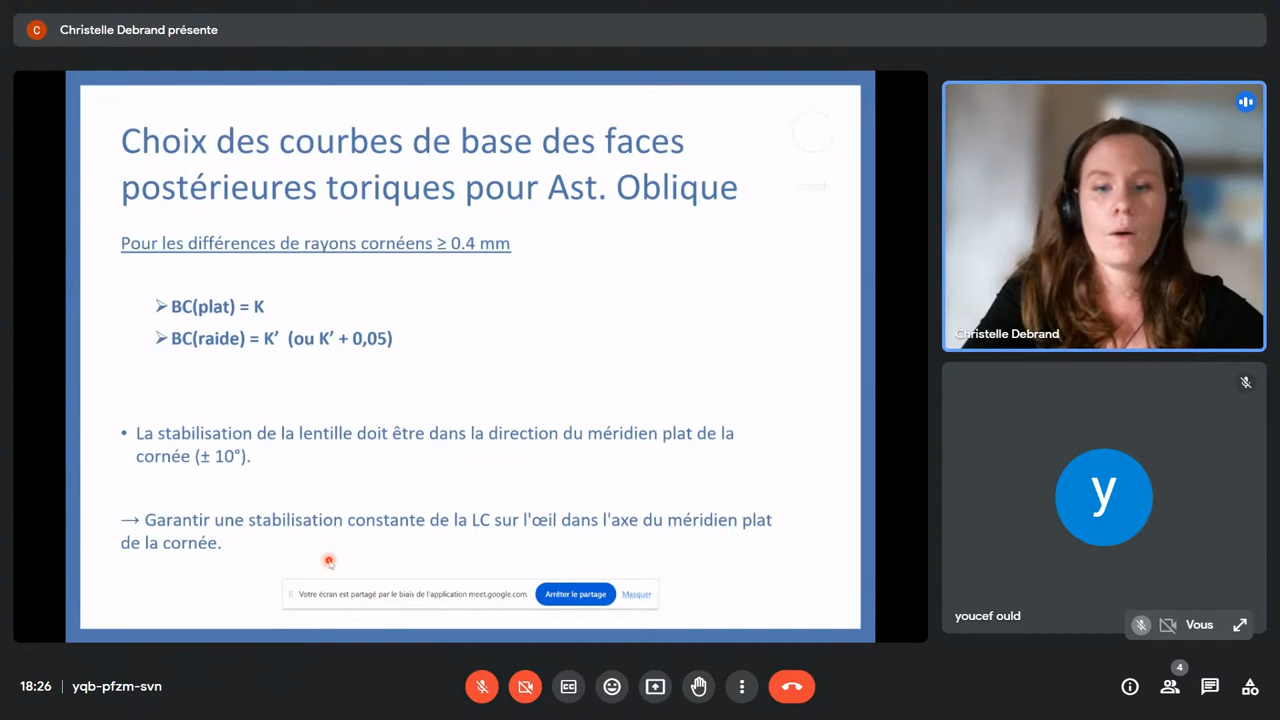 C Christelle Debrand présente
Choix des courbes de base des faces
postérieures toriques pour Ast. Oblique
Pour les différences de rayons cornéens ≥ 0.4 mm
➢ BC(plat) = K
➢ BC(raide) = K’ (ou K’ + 0,05)
• La stabilisation de la lentille doit être dans la direction du méridien plat de la
cornée (± 10°).
→ Garantir une stabilisation constante de la LC sur l'œil dans l'axe du méridien plat
de la cornée.
Votre écran est partagé par le biais de l'application meet.google.com. Arrêter le partage Masquer
Christelle Debrand
y
youcef ould
Vous
18:26 | yqb-pfzm-svn
CC
4